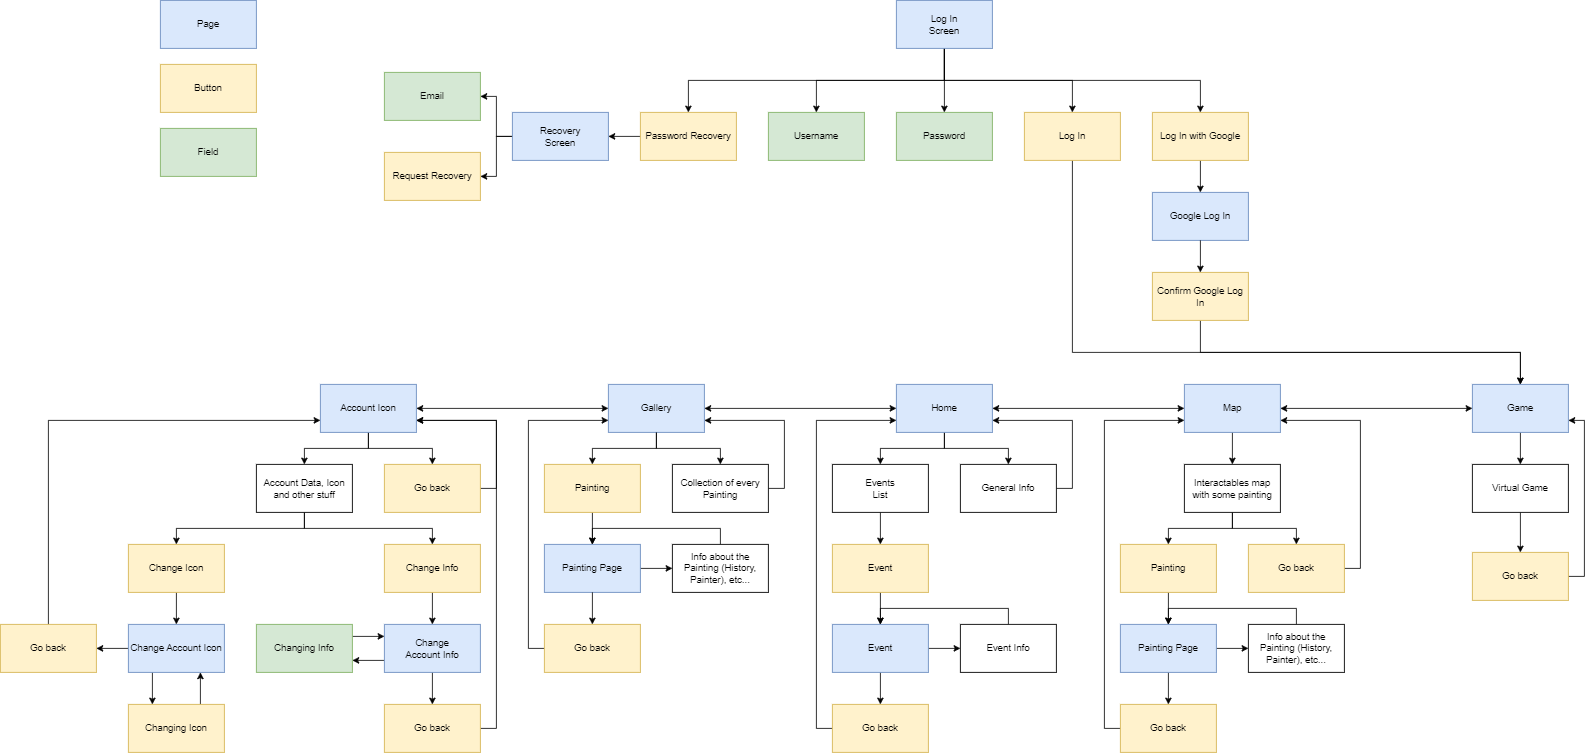 Page
Log In
Screen
Button
Email
Field
Recovery
Screen
Password Recovery
Username
Password
Log In
Log In with Google
Request Recovery
Google Log In
Confirm Google Log
In
Account Icon
Gallery
Home
Map
Game
Account Data, Icon
and other stuff
Go back
Painting
Collection of every
Painting
Events
List
General Info
Interactables map
with some painting
Virtual Game
Change Icon
Change Info
Painting Page
Info about the
Painting (History,
Painter), etc...
Event
Painting
Go back
Go back
Go back
Change Account Icon
Changing Info
Change
Account Info
Go back
Event
Event Info
Painting Page
Info about the
Painting (History,
Painter), etc...
Changing Icon
Go back
Go back
Go back